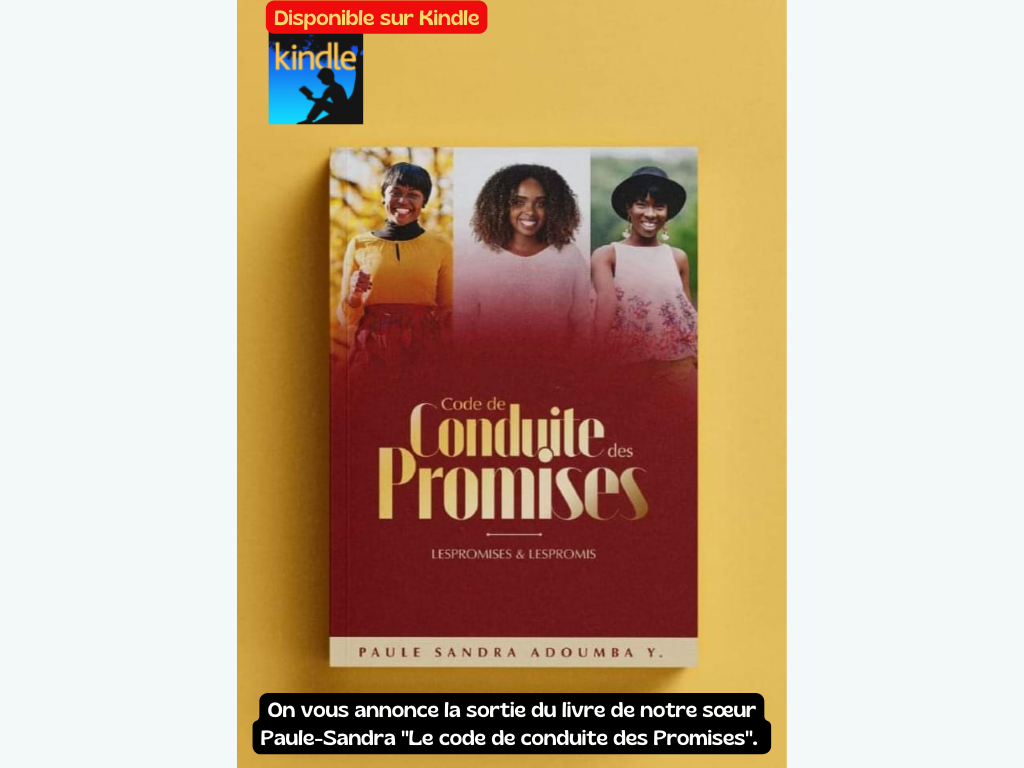 Disponible sur Kindle
kindle
Code de
Conduite des
Promises
LESPROMISES & LESPROMIS
PAULE SANDRA ADOUMBA Y.
On vous annonce la sortie du livre de notre sœur
Paule-Sandra "Le code de conduite des Promises".